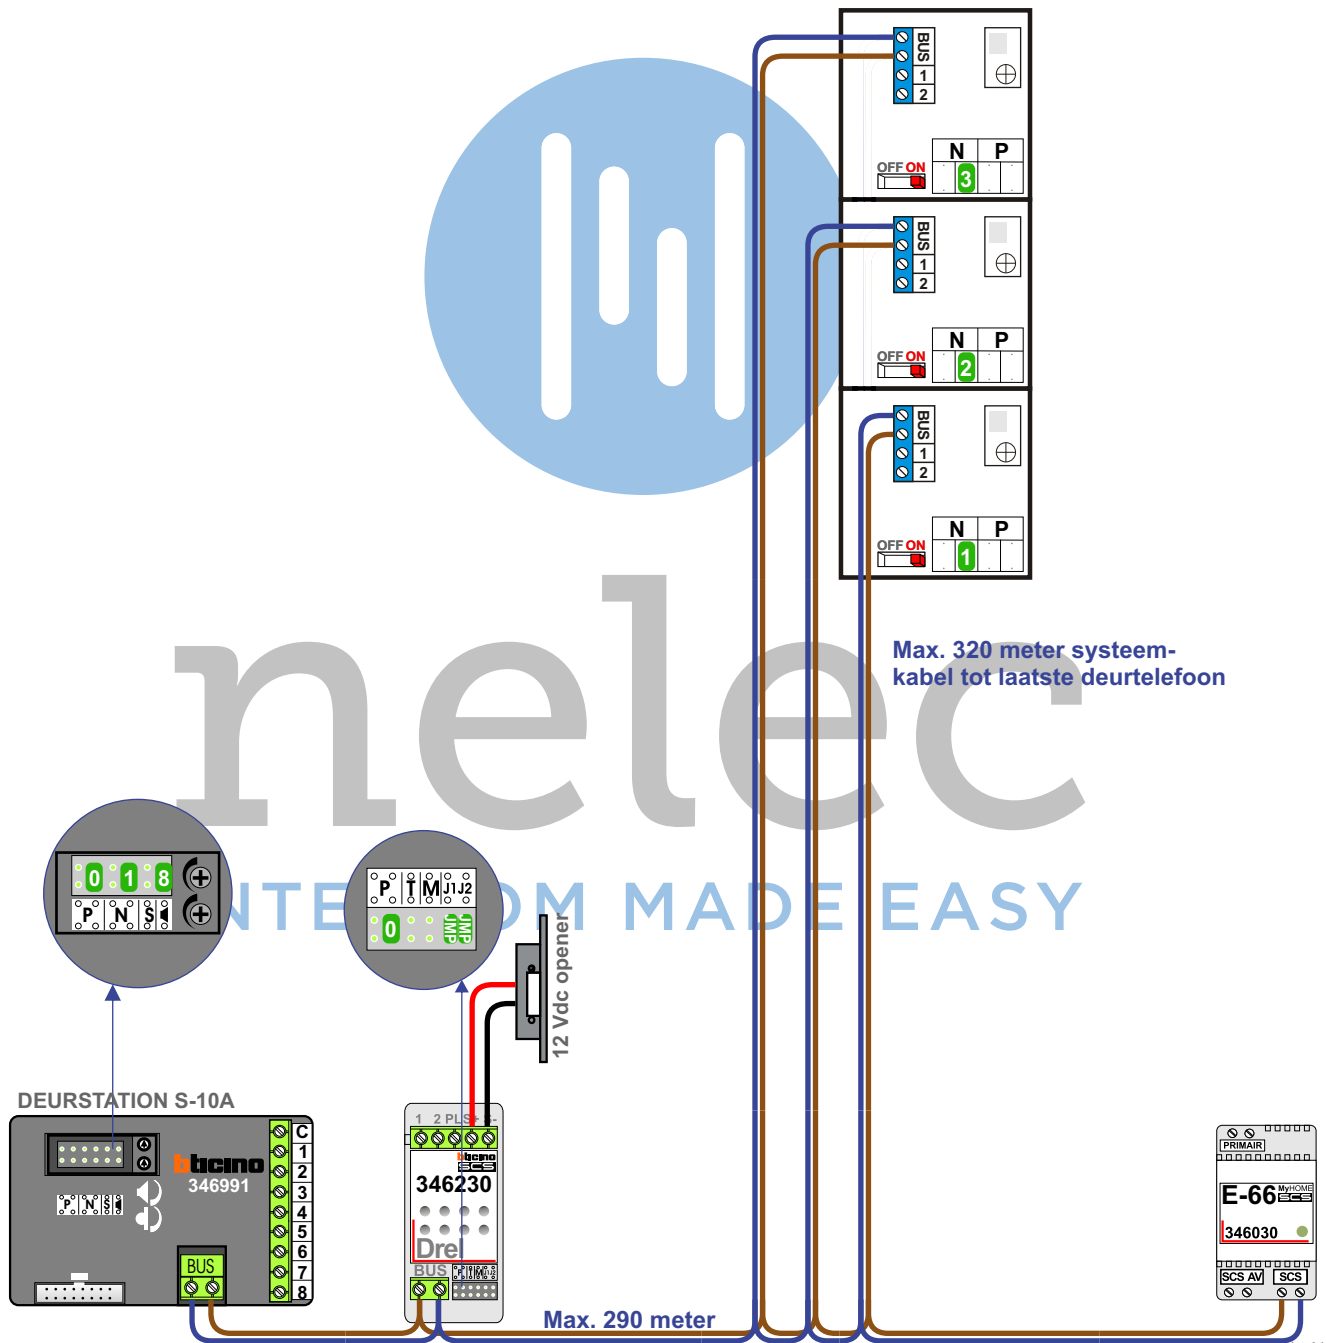 BUS
1
2
N P
OFF ON
3
BUS
1
2
N P
OFF ON
2
BUS
1
2
N P
OFF ON
1
Max. 320 meter systeem-
kabel tot laatste deurtelefoon
nelec
MADE EASY
0 1 8
P N S
P T M J1 J2
0 JMP JMP
12 Vdc opener
DEURSTATION S-10A
bticino
346991
P N S
BUS
C
1
2
3
4
5
6
7
8
1 2 PL S+ S-
bticino
SCS
346230
Drel
BUS
P T M J1 J2
Max. 290 meter
PRIMAIR
E-66 MyHOME
SCS
346030
SCS AV SCS